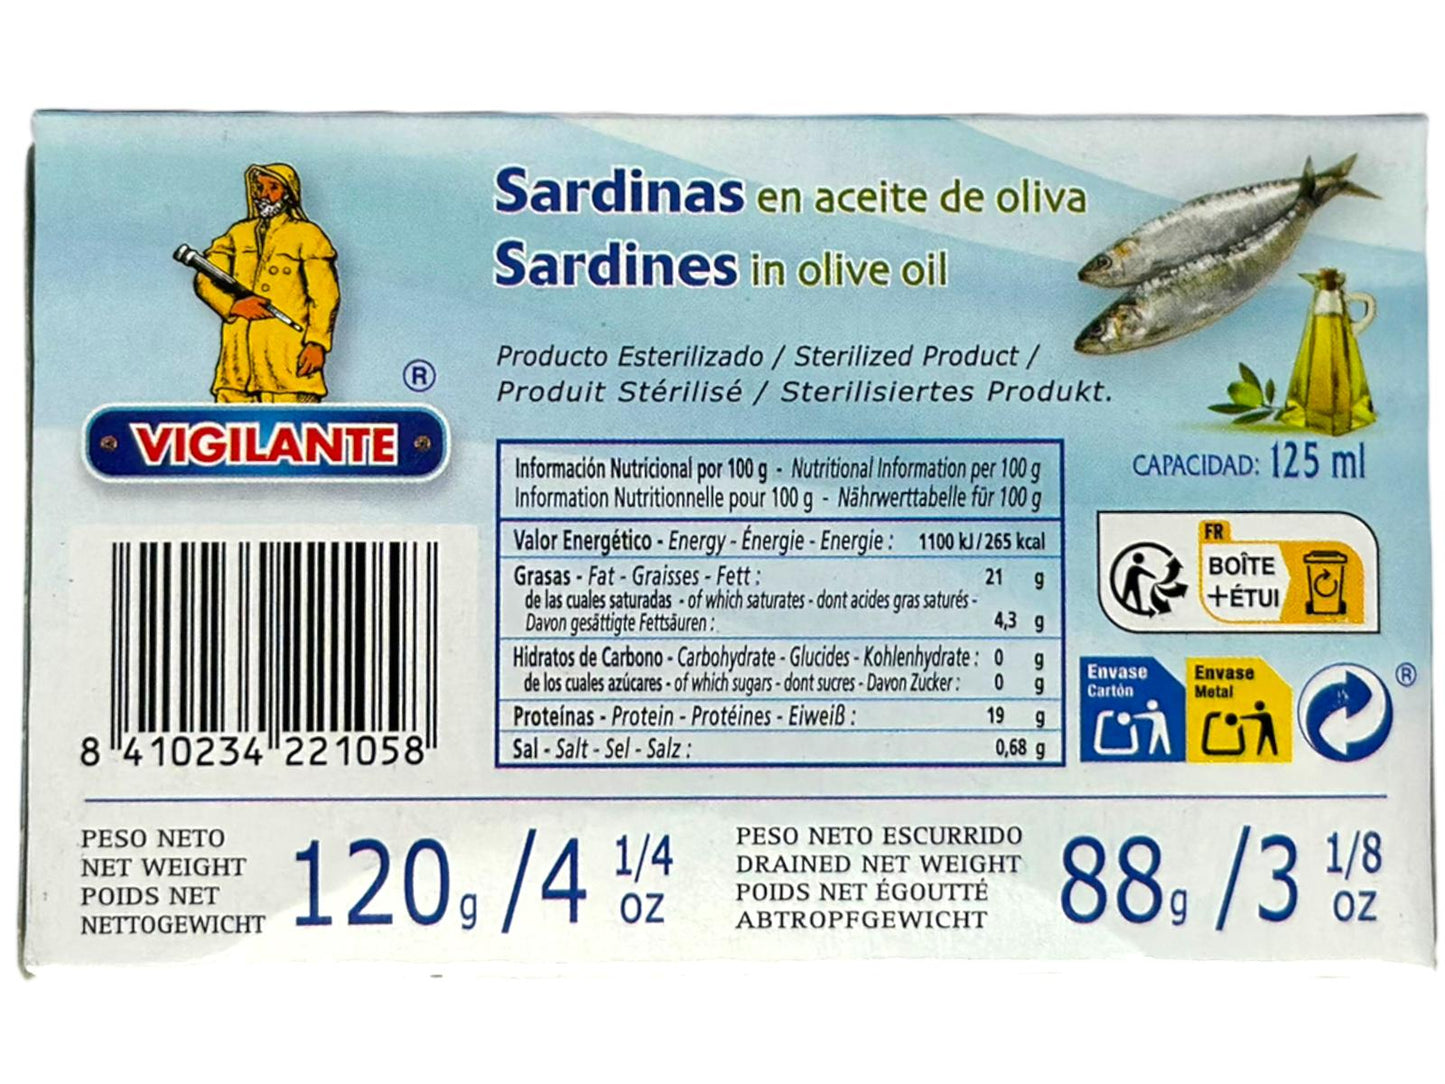 Sardinas en aceite de oliva
Sardines in olive oil
Producto Esterilizado / Sterilized Product /
Produit Stérilisé / Sterilisiertes Produkt.
®
VIGILANTE
CAPACIDAD: 125 ml
Información Nutricional por 100 g - Nutritional Information per 100 g
Information Nutritionnelle pour 100 g - Nährwerttabelle für 100 g
Valor Energético - Energy - Énergie - Energie : 1100 kJ / 265 kcal
Grasas - Fat - Graisses - Fett : 21 g
de las cuales saturadas - of which saturates - dont acides gras saturés -
Davon gesättigte Fettsäuren : 4,3 g
Hidratos de Carbono - Carbohydrate - Glucides - Kohlenhydrate : 0 g
de los cuales azúcares - of which sugars - dont sucres - Davon Zucker : 0 g
Proteínas - Protein - Protéines - Eiweiß : 19 g
Sal - Salt - Sel - Salz : 0,68 g
FR
BOÎTE
+ÉTUI
Envase
Cartón
Envase
Metal
®
8 410234 221058
PESO NETO
NET WEIGHT
POIDS NET
NETTOGEWICHT
120g /4 1/4 oz
PESO NETO ESCURRIDO
DRAINED NET WEIGHT
POIDS NET ÉGOUTTÉ
ABTROPFGEWICHT
88g /3 1/8 oz